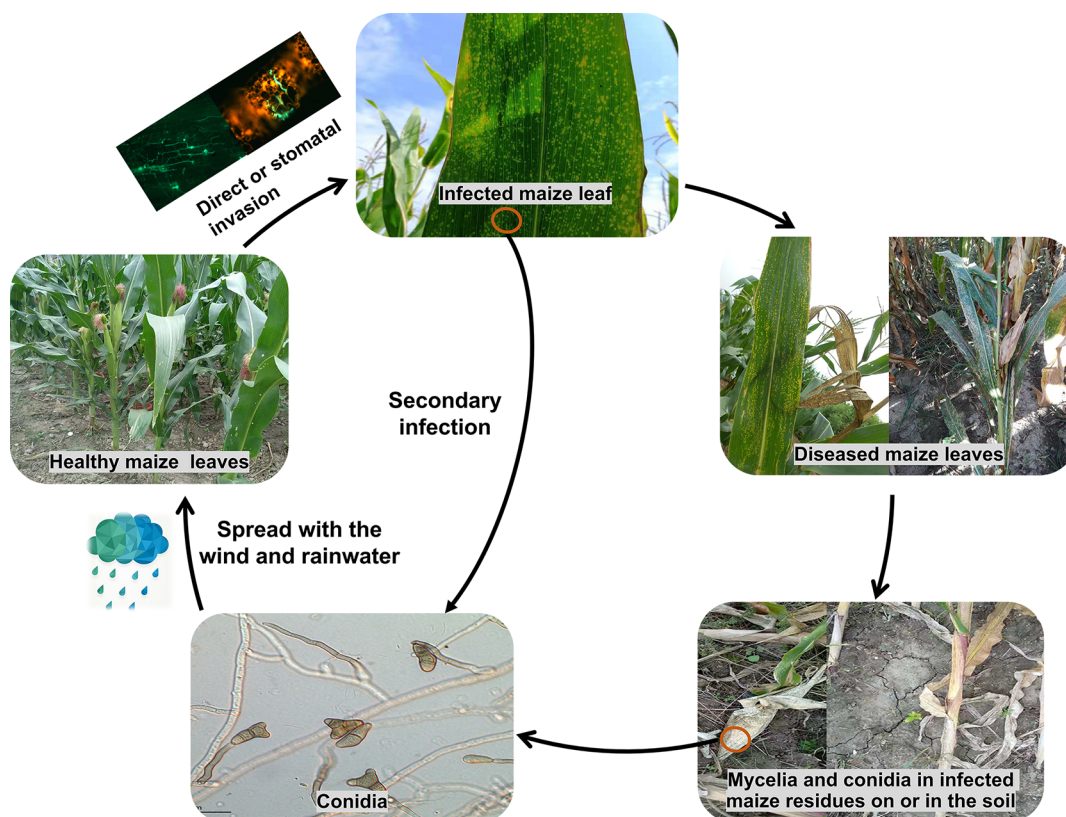 Direct or stomatal
invasion
Infected maize leaf
Healthy maize  leaves
Secondary
infection
Diseased maize leaves
Spread with the
wind and rainwater
Conidia
Mycelia and conidia in infected
maize residues on or in the soil